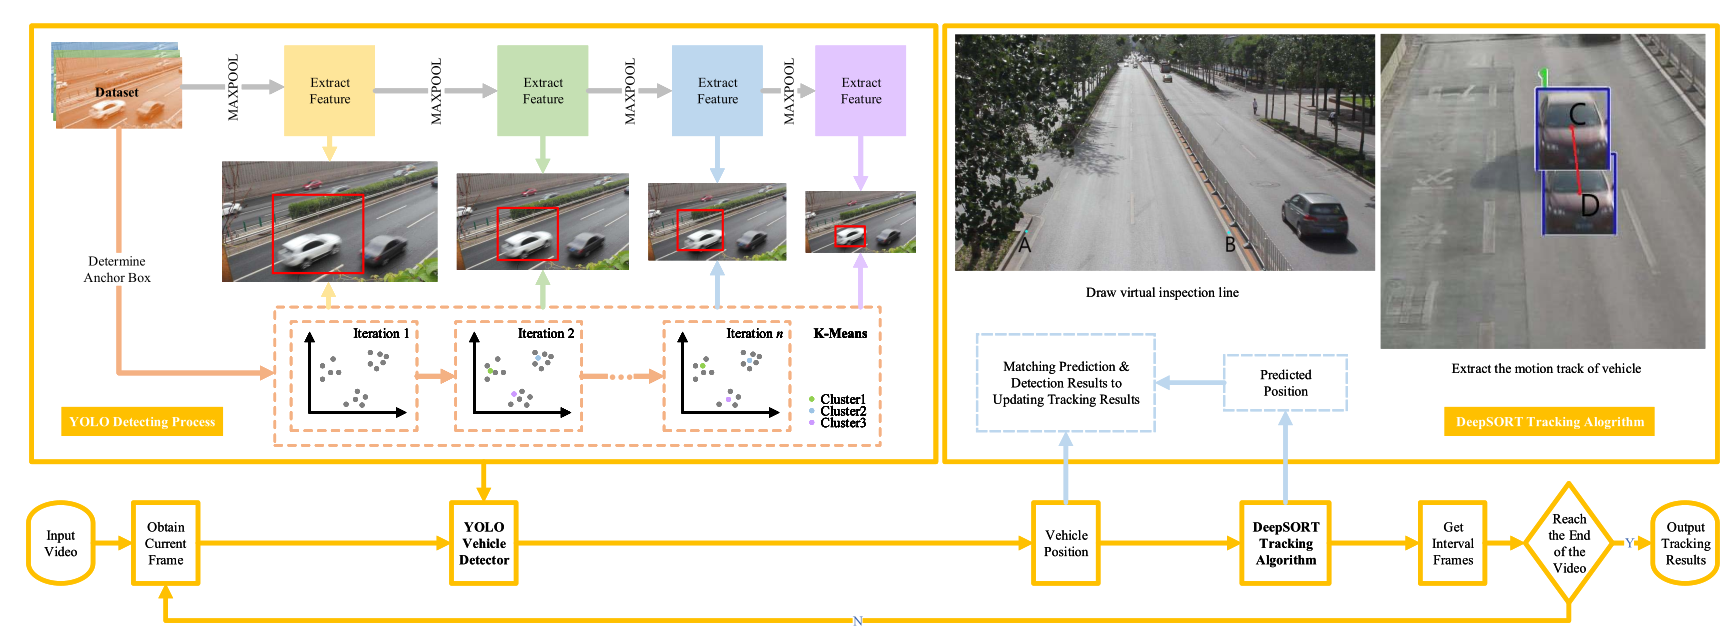 Dataset
MAXPOOL
Extract
Feature
MAXPOOL
Extract
Feature
MAXPOOL
Extract
Feature
MAXPOOL
Extract
Feature
Determine
Anchor Box
Iteration 1
Iteration 2
Iteration n
K-Means
Cluster1
Cluster2
Cluster3
YOLO Detecting Process
A
B
Draw virtual inspection line
C
D
Extract the motion track of vehicle
Matching Prediction &
Detection Results to
Updating Tracking Results
Predicted
Position
DeepSORT Tracking Alogrithm
Input
Video
Obtain
Current
Frame
YOLO
Vehicle
Detector
Vehicle
Position
DeepSORT
Tracking
Algorithm
Get
Interval
Frames
Reach
the End
of the
Video
Y
Output
Tracking
Results
N